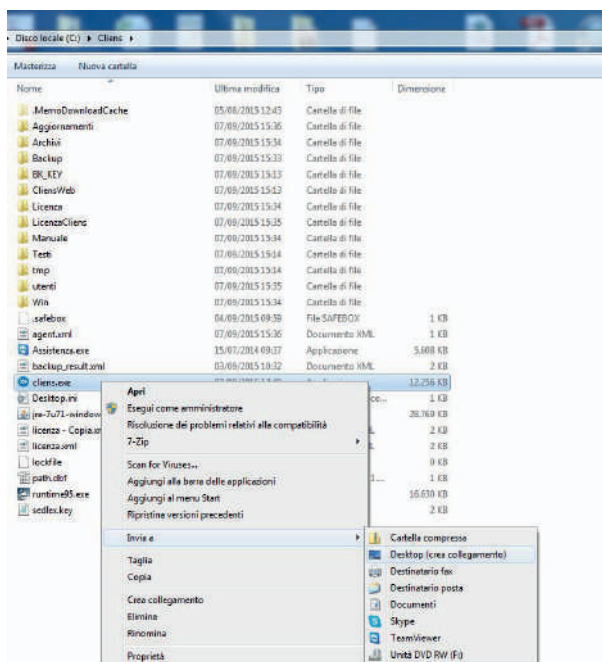 Disco locale (C:) ▸ Cliens ▸
Masterizza Nuova cartella
Nome Ultima modifica Tipo Dimensione
.MemoDownloadCache 05/08/2015 12:43 Cartella di file
Aggiornamenti 07/09/2015 15:36 Cartella di file
Archivi 07/09/2015 15:34 Cartella di file
Backup 07/09/2015 15:33 Cartella di file
BK_KEY 07/09/2015 15:13 Cartella di file
CliensWeb 07/09/2015 15:13 Cartella di file
Licenza 07/09/2015 15:34 Cartella di file
LicenzaCliens 07/09/2015 15:35 Cartella di file
Manuale 07/09/2015 15:34 Cartella di file
Testi 07/09/2015 15:14 Cartella di file
tmp 07/09/2015 15:14 Cartella di file
utenti 07/09/2015 15:35 Cartella di file
Win 07/09/2015 15:34 Cartella di file
.safebox 04/09/2015 09:59 File SAFEBOX 1 KB
agent.xml 07/09/2015 15:36 Documento XML 1 KB
Assistenza.exe 15/07/2014 09:37 Applicazione 5.608 KB
backup_result.xml 03/09/2015 10:32 Documento XML 2 KB
cliens.exe 12.256 KB
Desktop.ini 1 KB
jre-7u71-window 28.769 KB
licenza - Copia.xm 2 KB
licenza.xml 2 KB
lockfile 0 KB
path.dbf 1 KB
runtime95.exe 16.630 KB
sedlex.key 2 KB
Apri
Esegui come amministratore
Risoluzione dei problemi relativi alle compatibilità
7-Zip
Scan for Viruses...
Aggiungi alla barra delle applicazioni
Aggiungi al menu Start
Ripristina versioni precedenti
Invia a
Taglia
Copia
Crea collegamento
Elimina
Rinomina
Proprietà
Cartella compressa
Desktop (crea collegamento)
Destinatario fax
Destinatario posta
Documenti
Skype
TeamViewer
Unità DVD RW (F:)